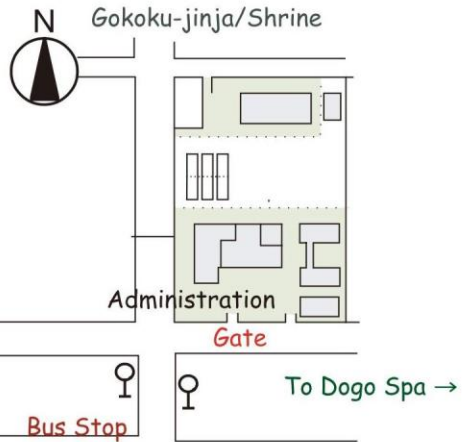 N
Gokoku-jinja/Shrine
Administration
Gate
To Dogo Spa →
Bus Stop